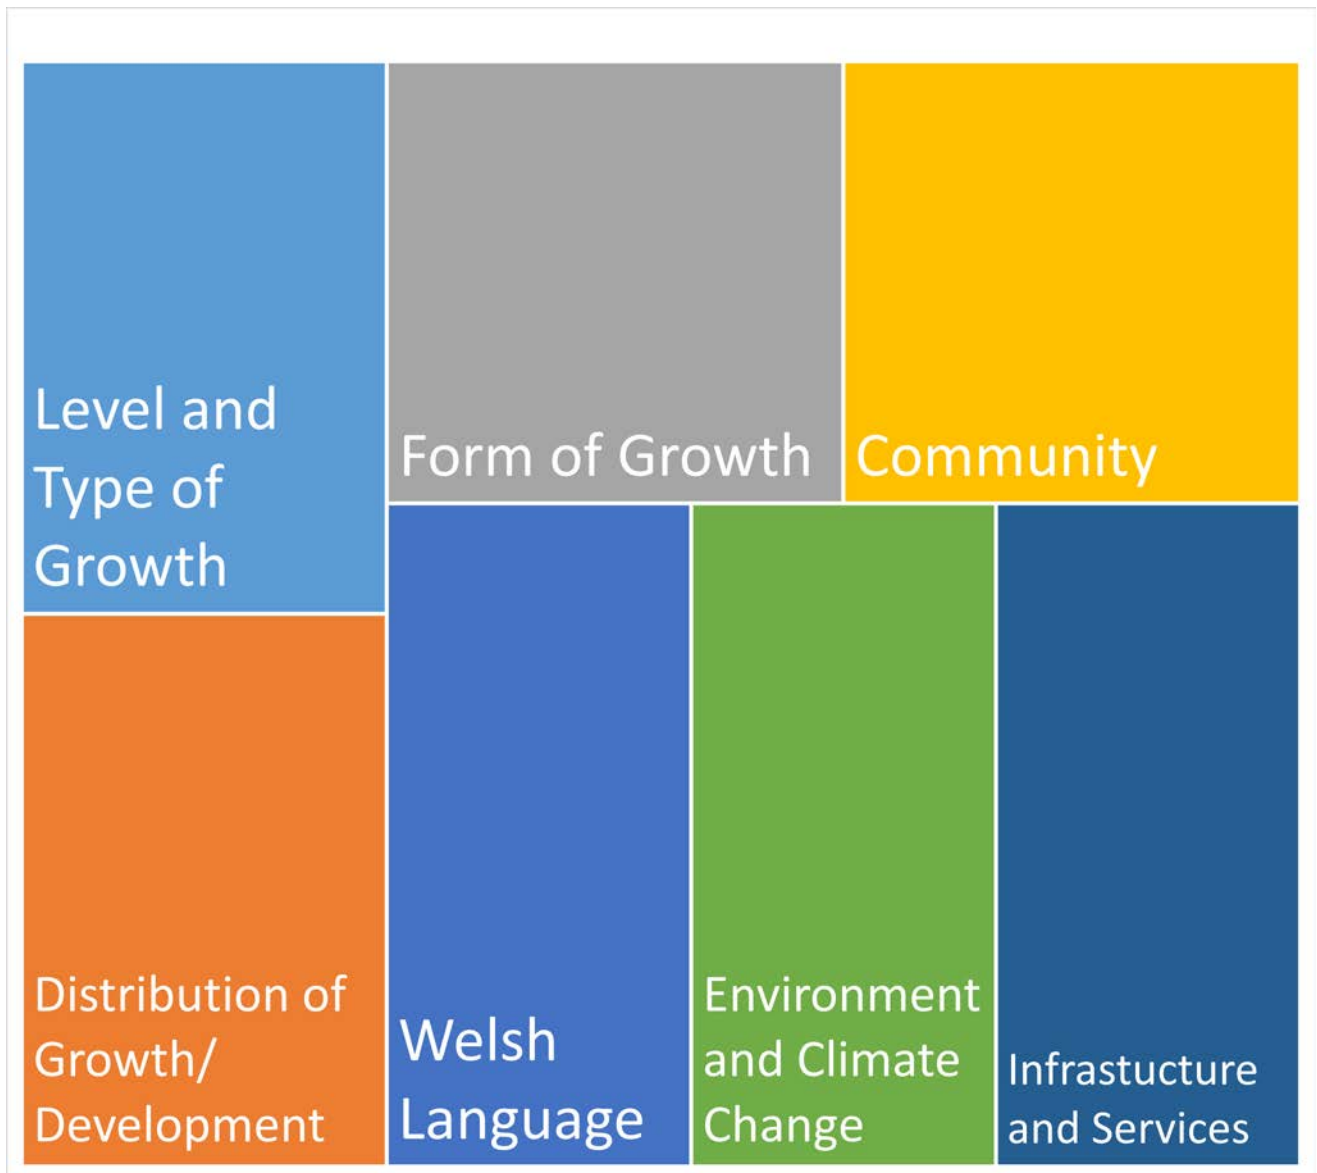 Level and
Type of
Growth
Form of Growth
Community
Distribution of
Growth/
Development
Welsh
Language
Environment
and Climate
Change
Infrastucture
and Services